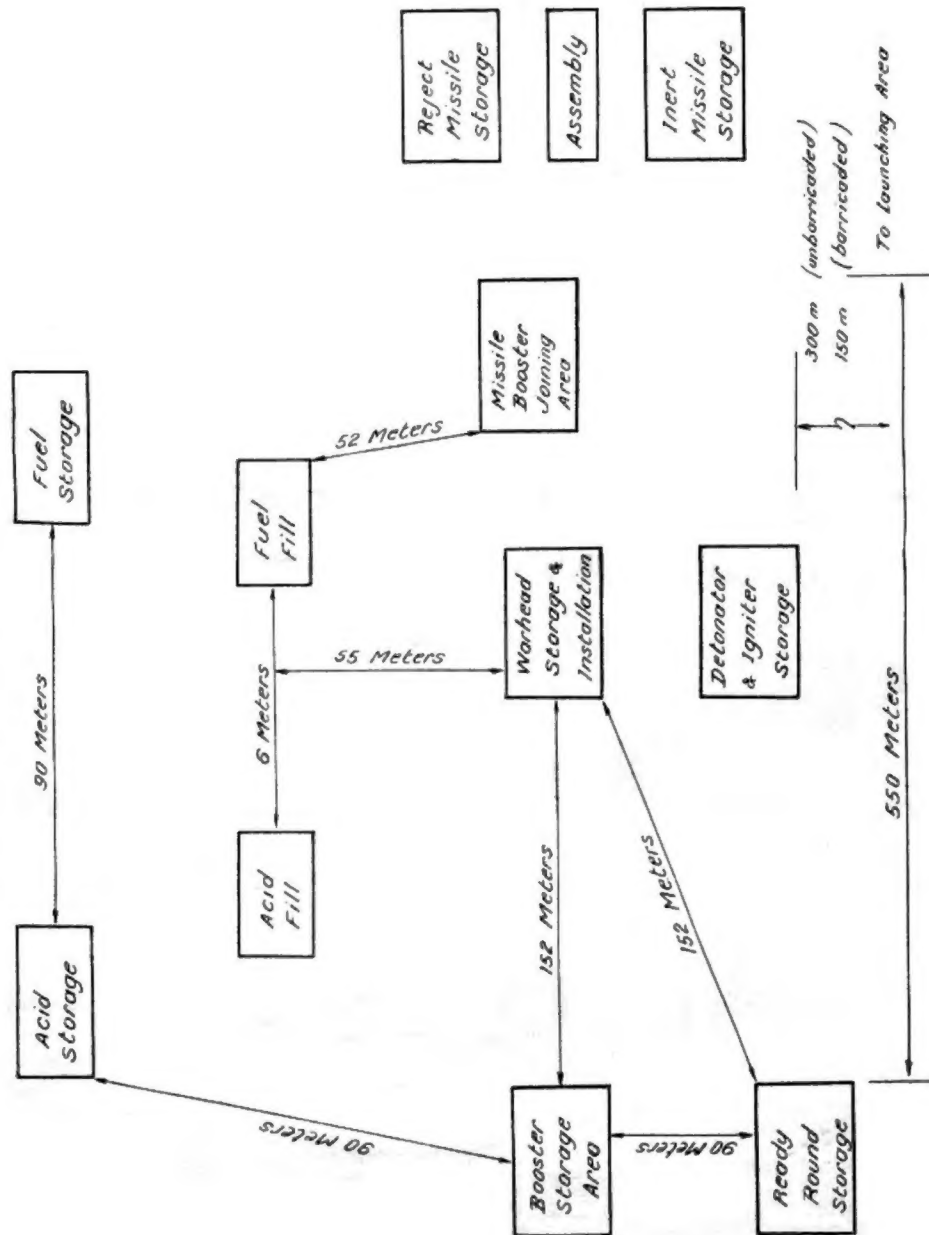 Reject
Missile
Storage
Assembly
Inert
Missile
Storage
Fuel
Storage
Fuel
Fill
52 Meters
Missile
Booster
Joining
Area
300 m (unbarricaded)
150 m (barricaded)
To Launching Area
90 Meters
6 Meters
55 Meters
Warhead
Storage &
Installation
Detonator
& Igniter
Storage
550 Meters
Acid
Storage
Acid
Fill
152 Meters
152 Meters
90 Meters
Booster
Storage
Area
90 Meters
Ready
Round
Storage